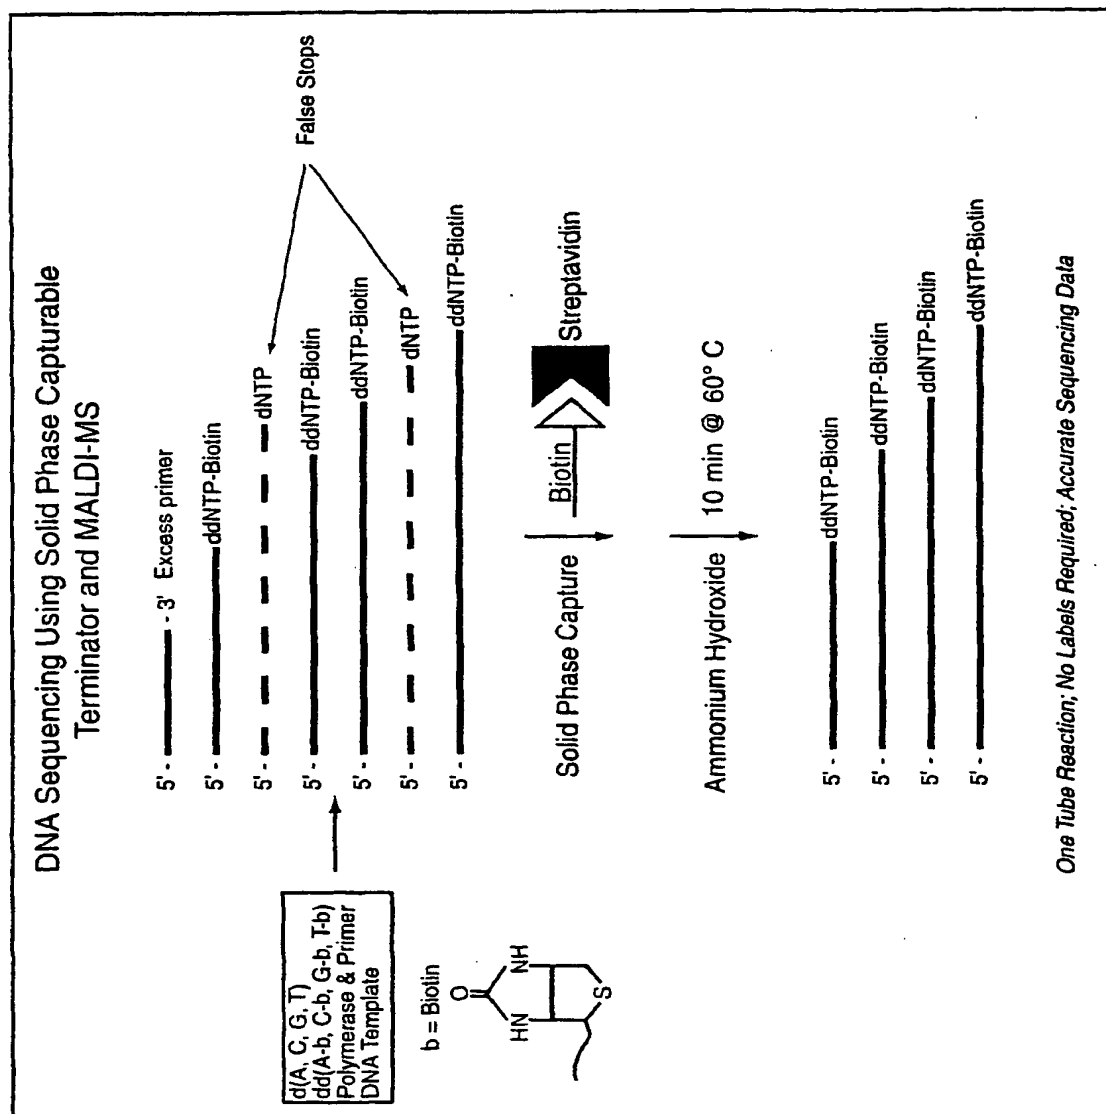 DNA Sequencing Using Solid Phase Capturable
Terminator and MALDI-MS
d(A, C, G, T)
dd(A-b, C-b, G-b, T-b)
Polymerase & Primer
DNA Template
b = Biotin
O
HN
NH
S
5'- - 3' Excess primer
5'- ddNTP-Biotin
5'- dNTP
5'- ddNTP-Biotin
5'- ddNTP-Biotin
5'- dNTP
5'- ddNTP-Biotin
False Stops
Solid Phase Capture
Biotin
Streptavidin
Ammonium Hydroxide
10 min @ 60° C
5'- ddNTP-Biotin
5'- ddNTP-Biotin
5'- ddNTP-Biotin
5'- ddNTP-Biotin
One Tube Reaction; No Labels Required; Accurate Sequencing Data